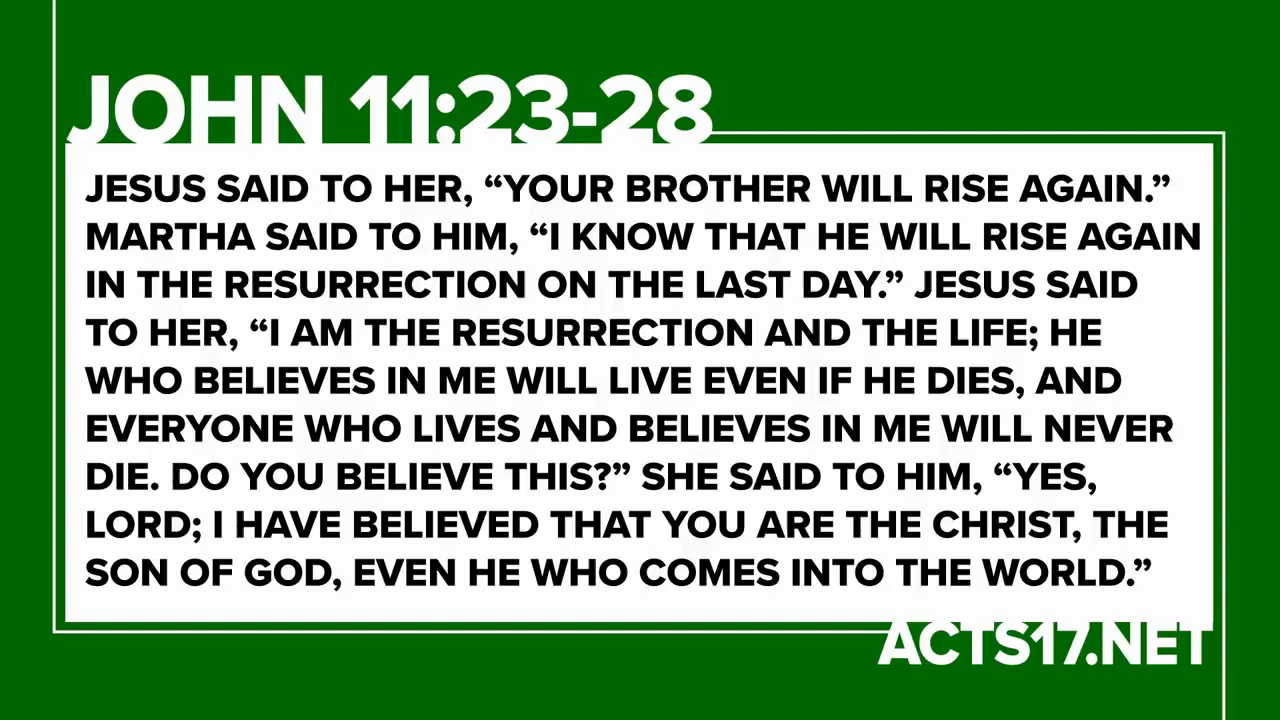 JOHN 11:23-28
JESUS SAID TO HER, “YOUR BROTHER WILL RISE AGAIN.”
MARTHA SAID TO HIM, “I KNOW THAT HE WILL RISE AGAIN
IN THE RESURRECTION ON THE LAST DAY.” JESUS SAID
TO HER, “I AM THE RESURRECTION AND THE LIFE; HE
WHO BELIEVES IN ME WILL LIVE EVEN IF HE DIES, AND
EVERYONE WHO LIVES AND BELIEVES IN ME WILL NEVER
DIE. DO YOU BELIEVE THIS?” SHE SAID TO HIM, “YES,
LORD; I HAVE BELIEVED THAT YOU ARE THE CHRIST, THE
SON OF GOD, EVEN HE WHO COMES INTO THE WORLD.”
ACTS17.NET